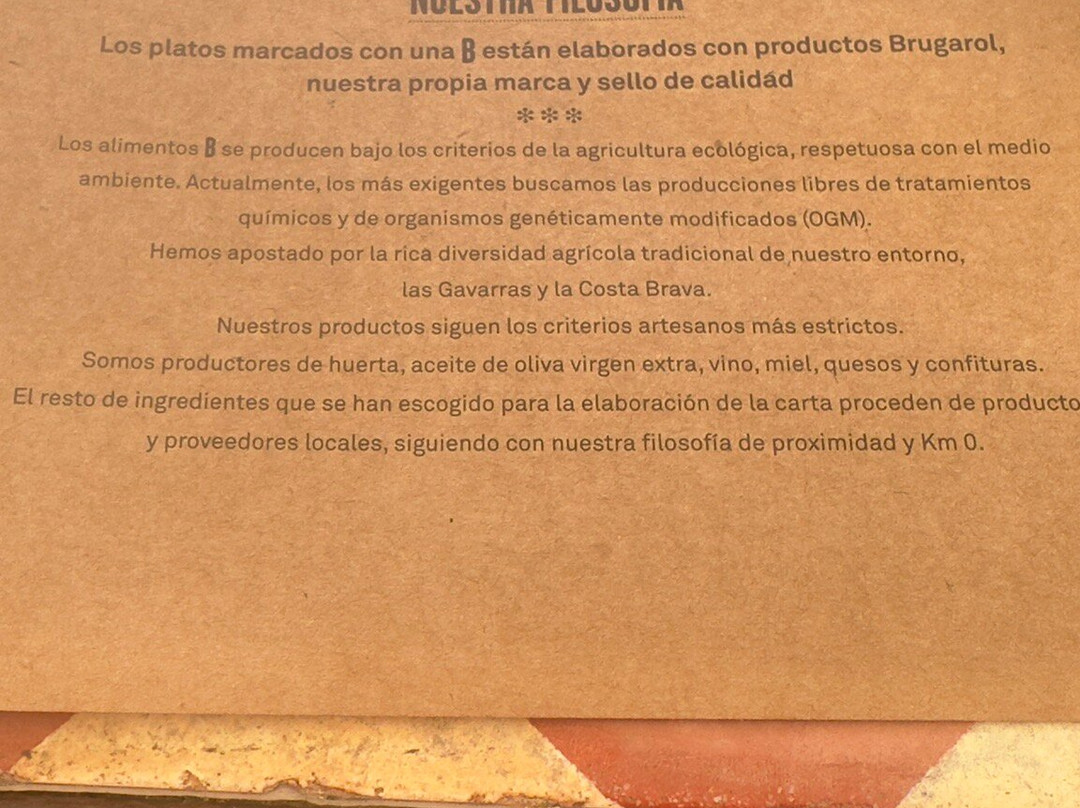 NUESTRA FILOSOFÍA
Los platos marcados con una B están elaborados con productos Brugarol,
nuestra propia marca y sello de calidád
***
Los alimentos B se producen bajo los criterios de la agricultura ecológica, respetuosa con el medio
ambiente. Actualmente, los más exigentes buscamos las producciones libres de tratamientos
químicos y de organismos genéticamente modificados (OGM).
Hemos apostado por la rica diversidad agrícola tradicional de nuestro entorno,
las Gavarras y la Costa Brava.
Nuestros productos siguen los criterios artesanos más estrictos.
Somos productores de huerta, aceite de oliva virgen extra, vino, miel, quesos y confituras.
El resto de ingredientes que se han escogido para la elaboración de la carta proceden de producto
y proveedores locales, siguiendo con nuestra filosofía de proximidad y Km 0.